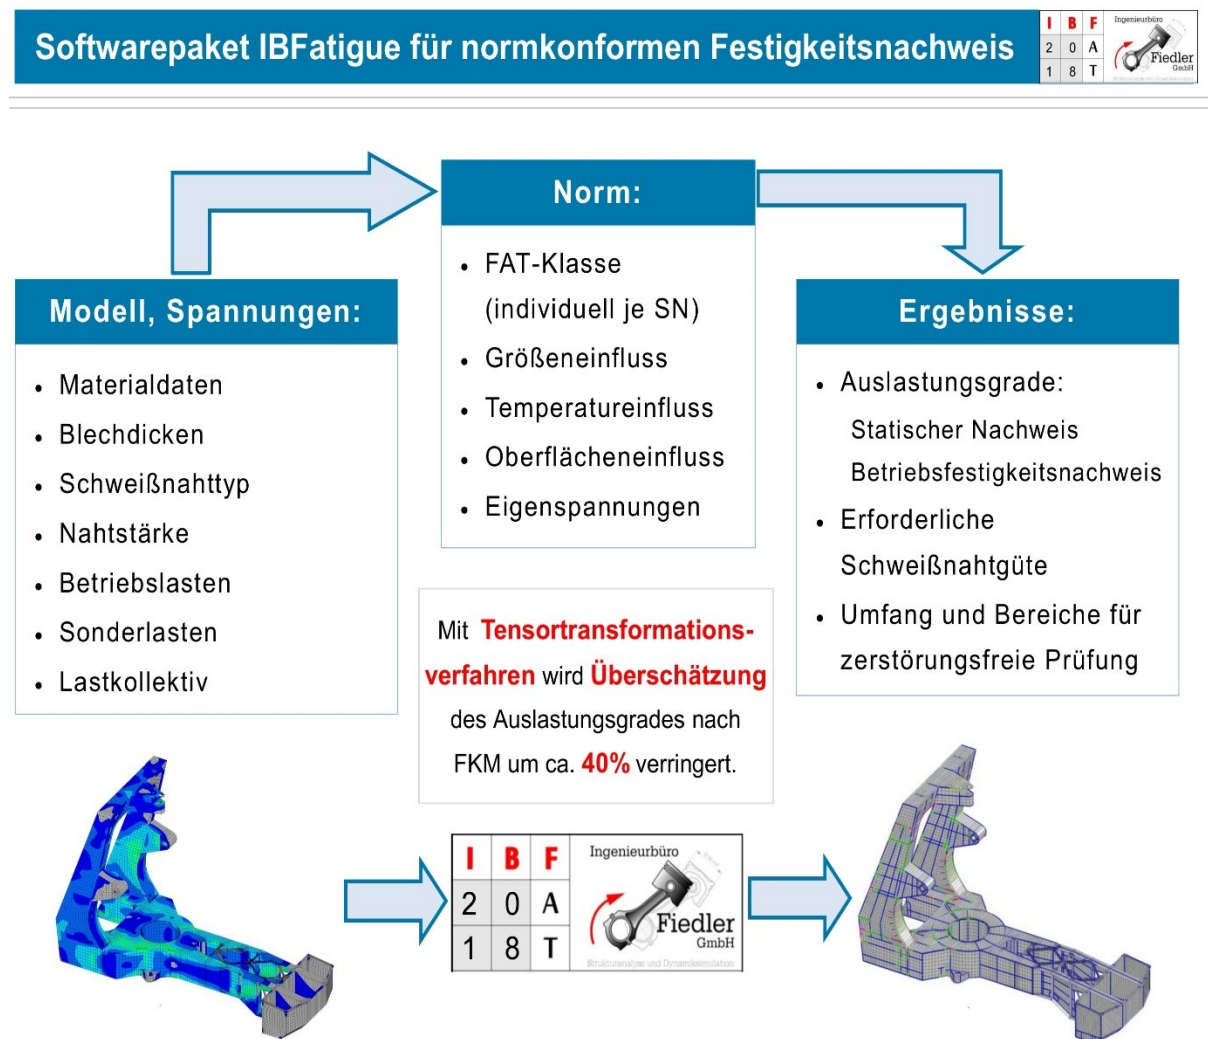 Softwarepaket IBFatigue für normkonformen Festigkeitsnachweis
I B F
2 0 A
1 8 T
Ingenieurbüro
Fiedler
GmbH
Norm:
• FAT-Klasse
(individuell je SN)
• Größeneinfluss
• Temperatureinfluss
• Oberflächeneinfluss
• Eigenspannungen
Modell, Spannungen:
• Materialdaten
• Blechdicken
• Schweißnahttyp
• Nahtstärke
• Betriebslasten
• Sonderlasten
• Lastkollektiv
Ergebnisse:
• Auslastungsgrade:
Statischer Nachweis
Betriebsfestigkeitsnachweis
• Erforderliche
Schweißnahtgüte
• Umfang und Bereiche für
zerstörungsfreie Prüfung
Mit Tensortransformations-
verfahren wird Überschätzung
des Auslastungsgrades nach
FKM um ca. 40% verringert.
I B F
2 0 A
1 8 T
Ingenieurbüro
Fiedler
GmbH
Strukturanalyse und Dynamiksimulation